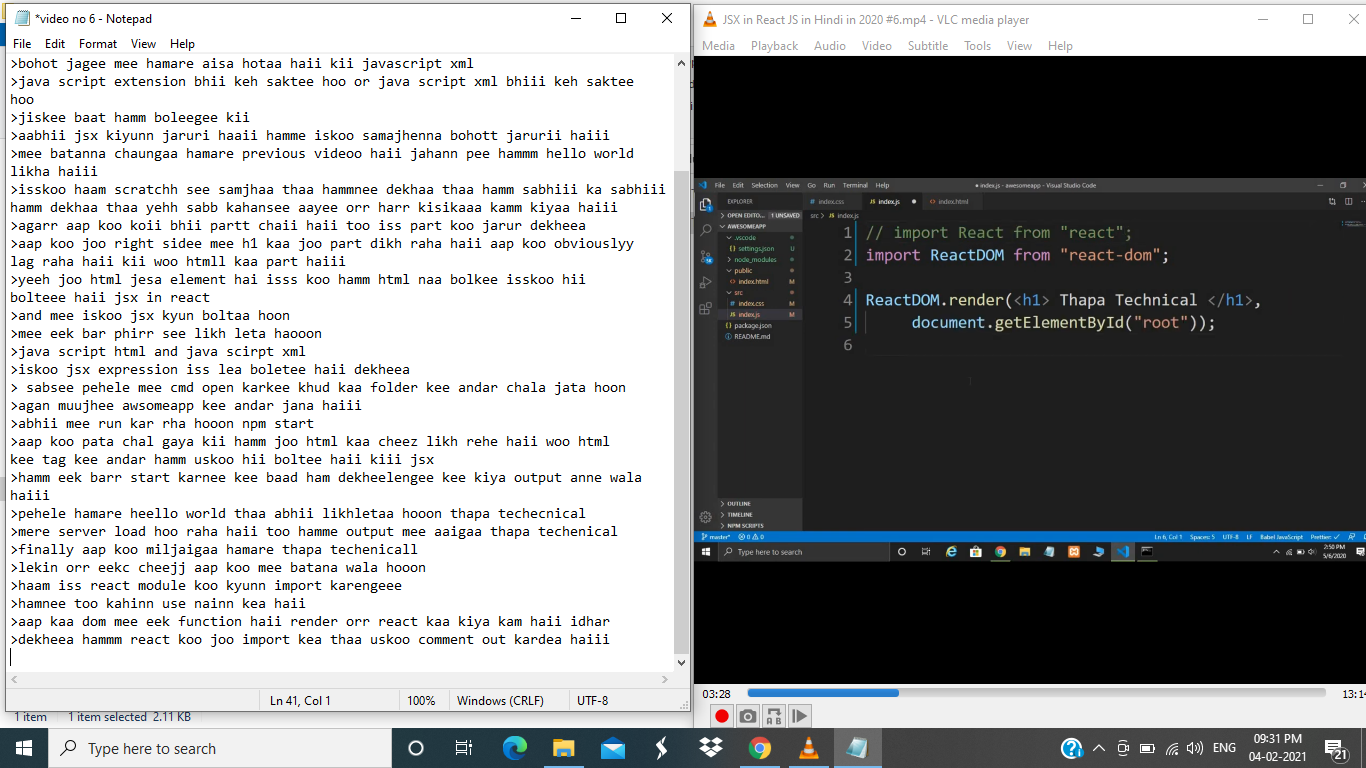 *video no 6 - Notepad
File Edit Format View Help
>bohot jagee mee hamare aisa hotaa haii kii javascript xml
>java script extension bhii keh saktee hoo or java script xml bhiii keh saktee
hoo
>jiskee baat hamm boleegee kii
>aabhii jsx kiyunn jaruri haaii hamme iskoo samajhenna bohott jarurii haiii
>mee batanna chaungaa hamare previous videoo haii jahann pee hammm hello world
likha haiii
>isskoo haam scratchh see samjhaa thaa hammnee dekhaa thaa hamm sabhiii ka sabhiii
hamm dekhaa thaa yehh sabb kahansee aayee orr harr kisikaaa kamm kiyaa haiii
>agarr aap koo koii bhii partt chaii haii too iss part koo jarur dekheea
>aap koo joo right sidee mee h1 kaa joo part dikh raha haii aap koo obviouslyy
lag raha haii kii woo htmll kaa part haiii
>yeeh joo html jesa element hai isss koo hamm html naa bolkee isskoo hii
bolteee haii jsx in react
>and mee iskoo jsx kyun boltaa hoon
>mee eek bar phirr see likh leta haooon
>java script html and java scirpt xml
>iskoo jsx expression iss lea boletee haii dekheea
> sabsee pehele mee cmd open karkee khud kaa folder kee andar chala jata hoon
>agan muujhee awsomeapp kee andar jana haiii
>abhii mee run kar rha hooon npm start
>aap koo pata chal gaya kii hamm joo html kaa cheez likh rehe haii woo html
kee tag kee andar hamm uskoo hii boltee haii kiii jsx
>hamm eek barr start karnee kee baad ham dekheelengee kee kiya output anne wala
haiii
>pehele hamare heello world thaa abhii likhletaa hooon thapa techecnical
>mere server load hoo raha haii too hamme output mee aaigaa thapa techenical
>finally aap koo miljaigaa hamare thapa techenicall
>lekin orr eekc cheejj aap koo mee batana wala hooon
>haam iss react module koo kyunn import karengeee
>hamnee too kahinn use nainn kea haii
>aap kaa dom mee eek function haii render orr react kaa kiya kam haii idhar
>dekheea hammm react koo joo import kea thaa uskoo comment out kardea haiii
Ln 41, Col 1 100% Windows (CRLF) UTF-8
1 item 1 item selected 2.11 KB
JSX in React JS in Hindi in 2020 #6.mp4 - VLC media player
Media Playback Audio Video Subtitle Tools View Help
File Edit Selection View Go Run Terminal Help
● index.js - awesomeapp - Visual Studio Code
EXPLORER
OPEN EDITO... 1 UNSAVED
AWESOMEAPP
.vscode
settings.json U
node_modules
public
index.html M
src
index.css M
index.js M
package.json
README.md
OUTLINE
TIMELINE
NPM SCRIPTS
index.css index.js ● index.html
src > index.js
1 // import React from "react";
2 import ReactDOM from "react-dom";
3
4 ReactDOM.render(<h1> Thapa Technical </h1>,
5 document.getElementById("root"));
6
master* 0 0 Ln 6, Col 1 Spaces: 5 UTF-8 LF Babel JavaScript Prettier: ✓
Type here to search
2:50 PM
5/6/2020
03:28 13:14
A B
Type here to search
ENG
09:31 PM
04-02-2021
21